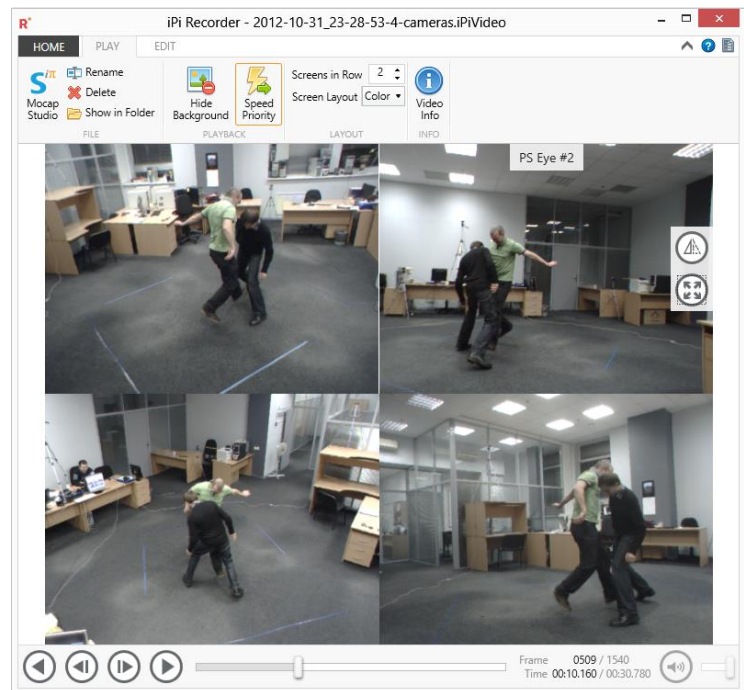 R
iPi Recorder - 2012-10-31_23-28-53-4-cameras.iPiVideo
HOME PLAY EDIT
Mocap Studio
Rename
Delete
Show in Folder
FILE
Hide Background
Speed Priority
PLAYBACK
Screens in Row 2
Screen Layout Color
LAYOUT
Video Info
INFO
PS Eye #2
Frame 0509 / 1540
Time 00:10.160 / 00:30.780